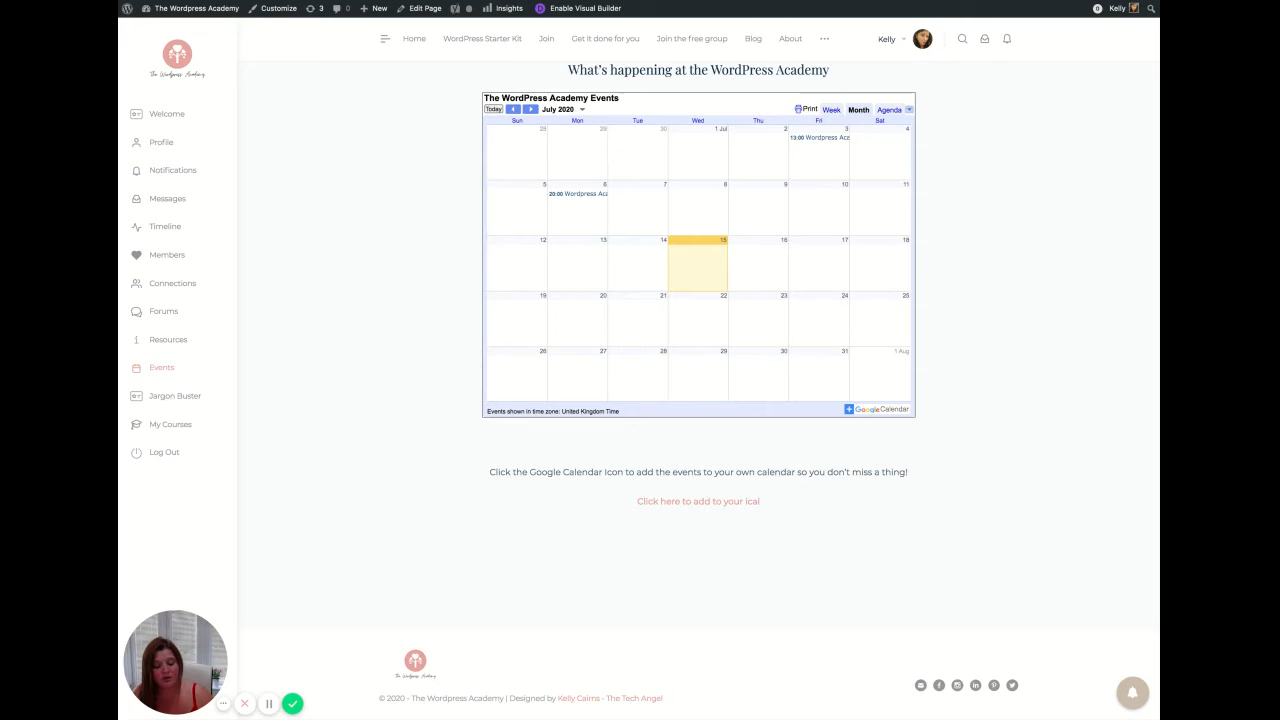 The WordPress Academy Customize 3 0 New Edit Page 0 Insights Enable Visual Builder 0 Kelly
The Wordpress Academy
Home WordPress Starter Kit Join Get it done for you Join the free group Blog About Kelly
Welcome
Profile
Notifications
Messages
Timeline
Members
Connections
Forums
Resources
Events
Jargon Buster
My Courses
Log Out
What's happening at the WordPress Academy
The WordPress Academy Events
Today July 2020 Print Week Month Agenda
Sun Mon Tue Wed Thu Fri Sat
28 29 30 1 Jul 2 3 4
13:00 Wordpress Aca
5 6 7 8 9 10 11
20:00 Wordpress Aca
12 13 14 15 16 17 18
19 20 21 22 23 24 25
26 27 28 29 30 31 1 Aug
Events shown in time zone: United Kingdom Time
Google Calendar
Click the Google Calendar Icon to add the events to your own calendar so you don't miss a thing!
Click here to add to your ical
The Wordpress Academy
© 2020 - The Wordpress Academy | Designed by Kelly Cairns - The Tech Angel